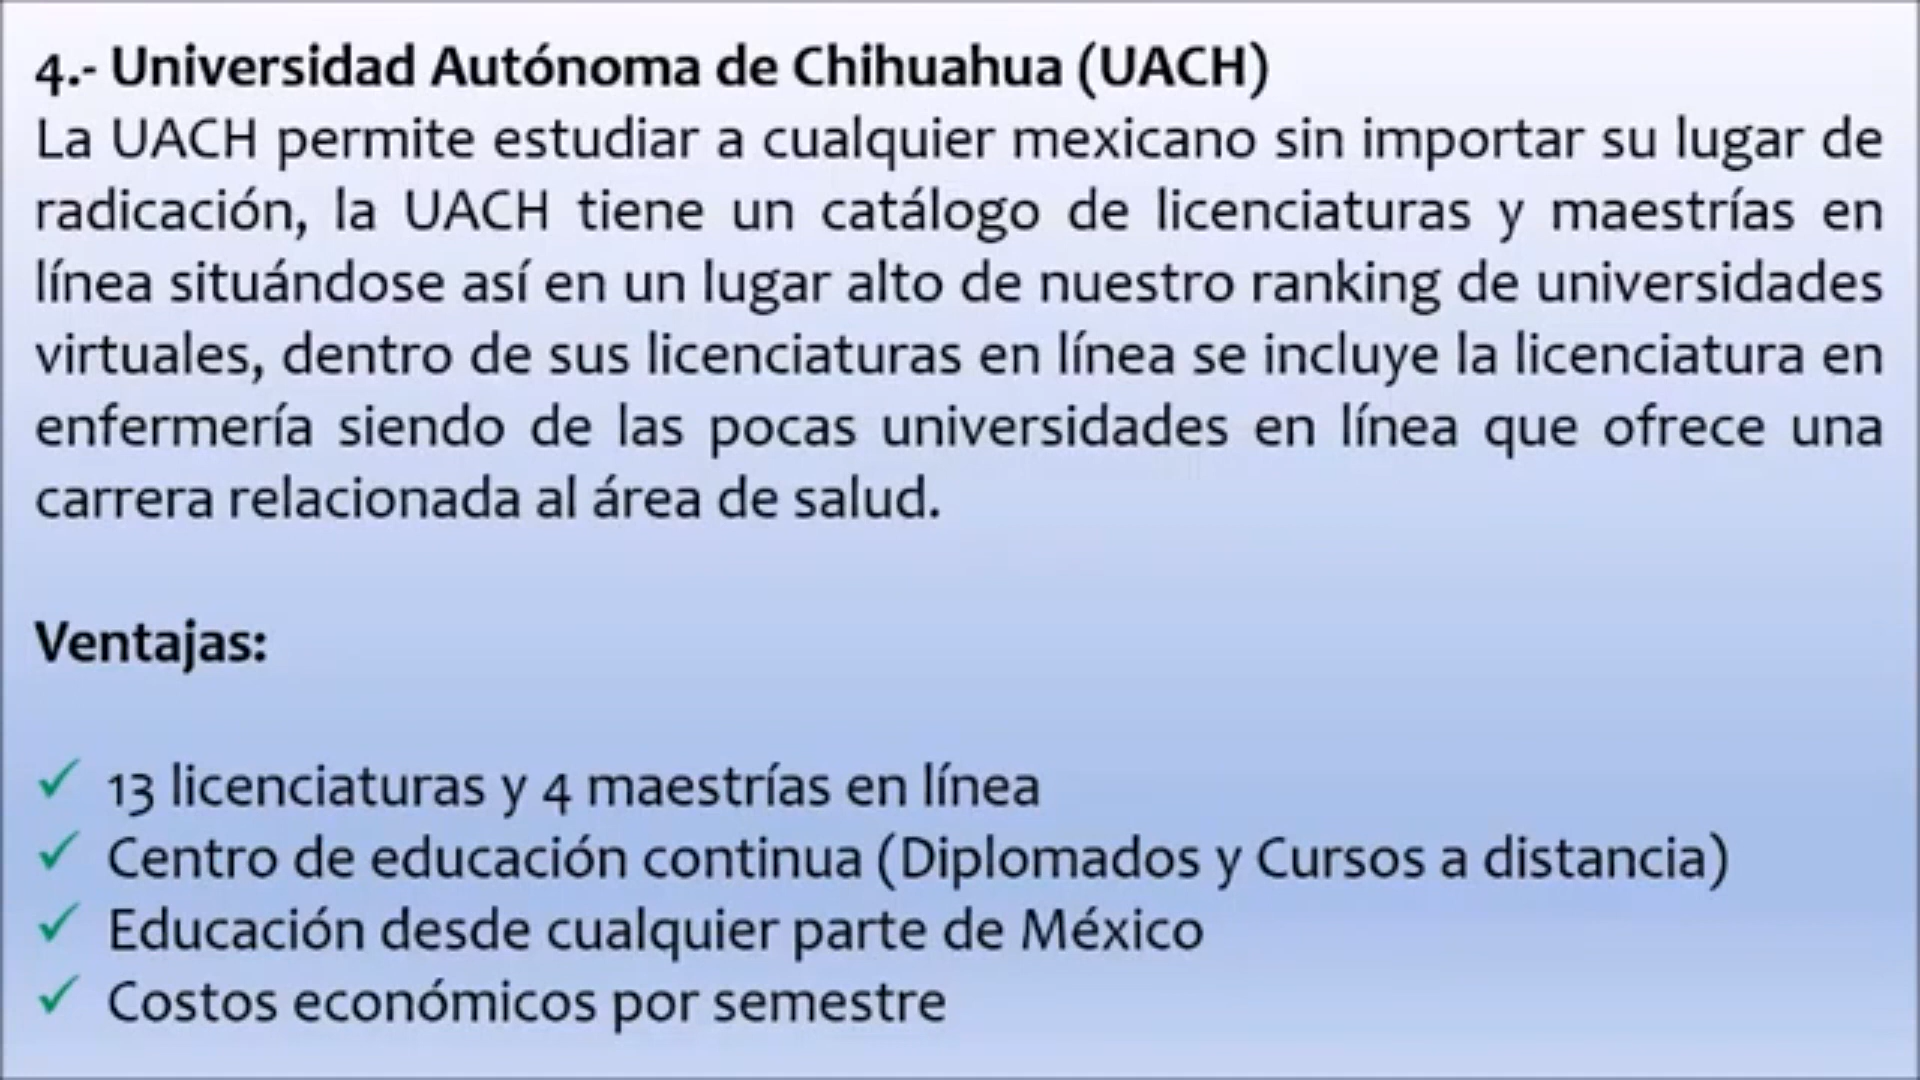 4.- Universidad Autónoma de Chihuahua (UACH)
La UACH permite estudiar a cualquier mexicano sin importar su lugar de
radicación, la UACH tiene un catálogo de licenciaturas y maestrías en
línea situándose así en un lugar alto de nuestro ranking de universidades
virtuales, dentro de sus licenciaturas en línea se incluye la licenciatura en
enfermería siendo de las pocas universidades en línea que ofrece una
carrera relacionada al área de salud.
Ventajas:
✓ 13 licenciaturas y 4 maestrías en línea
✓ Centro de educación continua (Diplomados y Cursos a distancia)
✓ Educación desde cualquier parte de México
✓ Costos económicos por semestre